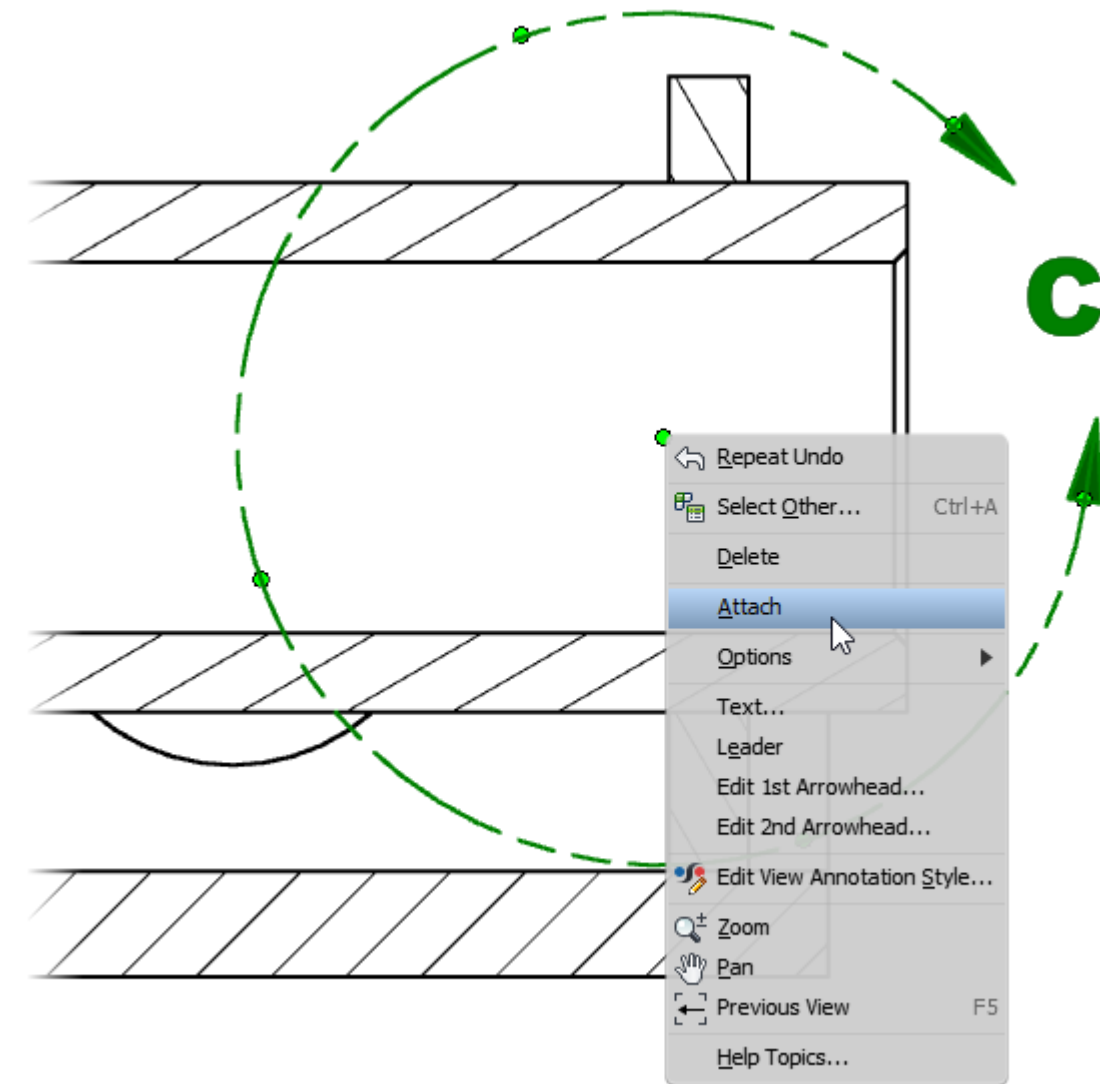 C
Repeat Undo
Select Other... Ctrl+A
Delete
Attach
Options
Text...
Leader
Edit 1st Arrowhead...
Edit 2nd Arrowhead...
Edit View Annotation Style...
Zoom
Pan
Previous View F5
Help Topics...